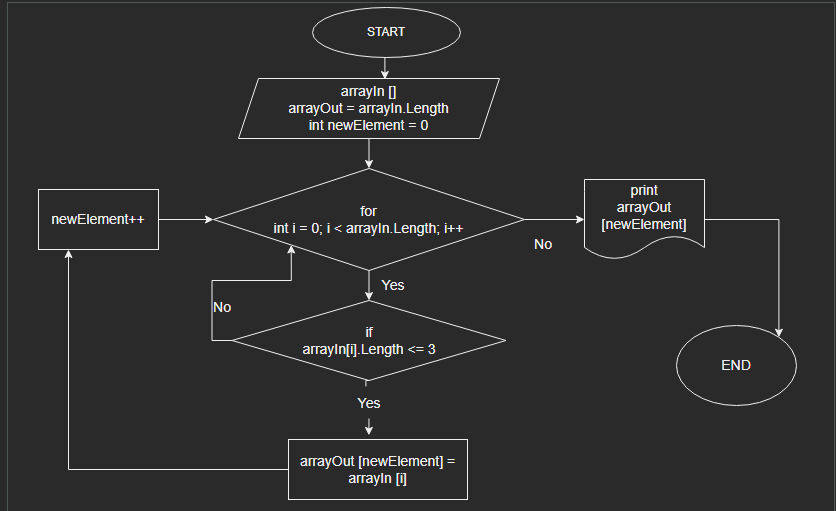 START
arrayIn []
arrayOut = arrayIn.Length
int newElement = 0
for
int i = 0; i < arrayIn.Length; i++
newElement++
print
arrayOut
[newElement]
No
Yes
No
if
arrayIn[i].Length <= 3
END
Yes
arrayOut [newElement] =
arrayIn [i]